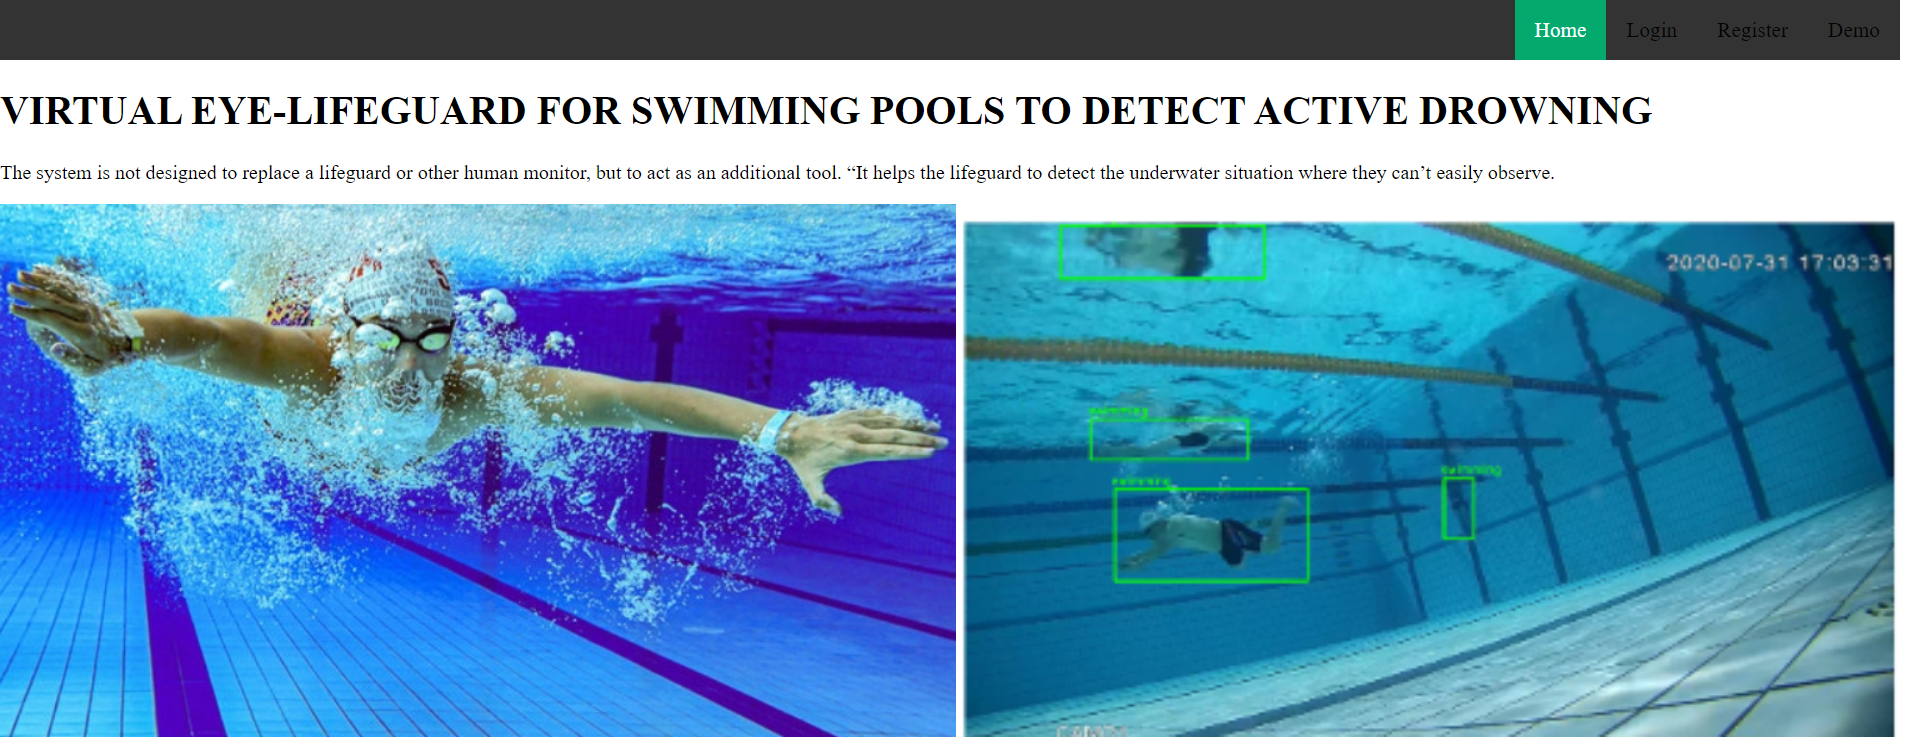 Home Login Register Demo
VIRTUAL EYE-LIFEGUARD FOR SWIMMING POOLS TO DETECT ACTIVE DROWNING
The system is not designed to replace a lifeguard or other human monitor, but to act as an additional tool. “It helps the lifeguard to detect the underwater situation where they can’t easily observe.
2020-07-31 17:03:31
swimming
swimming
swimming